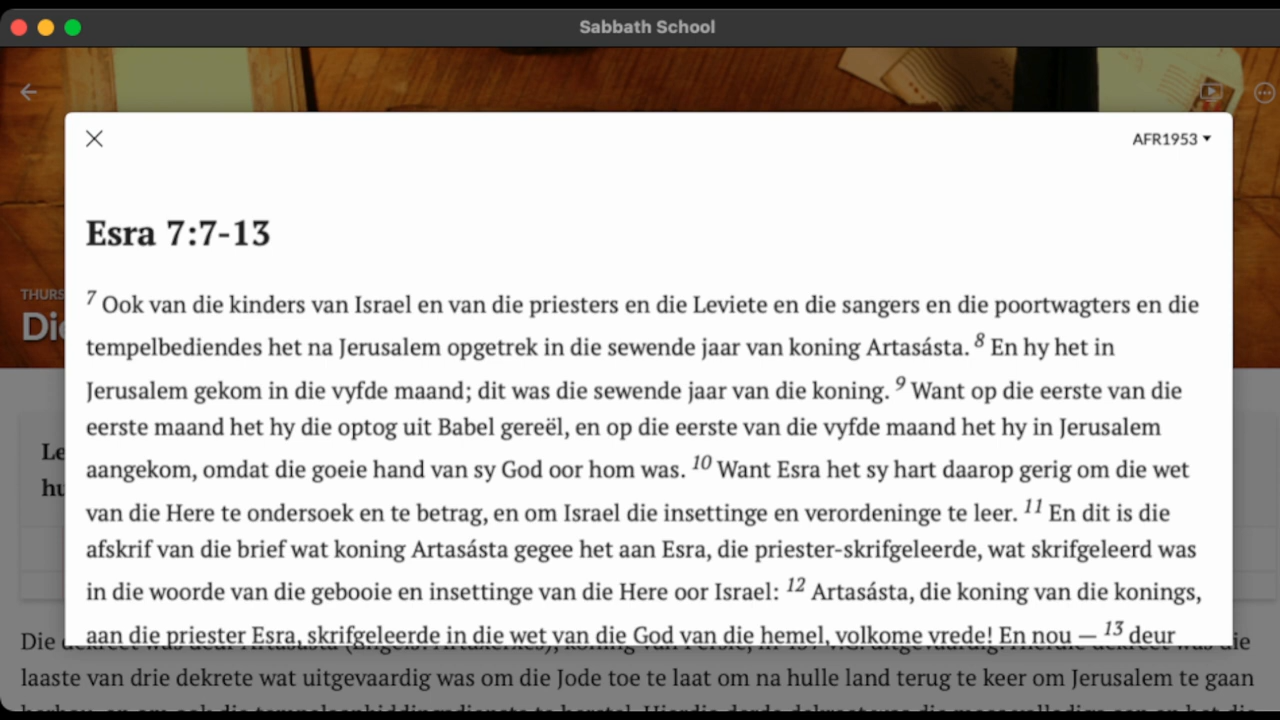 Sabbath School
AFR1953
Esra 7:7-13
7 Ook van die kinders van Israel en van die priesters en die Leviete en die sangers en die poortwagters en die
tempelbediendes het na Jerusalem opgetrek in die sewende jaar van koning Artasásta. 8 En hy het in
Jerusalem gekom in die vyfde maand; dit was die sewende jaar van die koning. 9 Want op die eerste van die
eerste maand het hy die optog uit Babel gereël, en op die eerste van die vyfde maand het hy in Jerusalem
aangekom, omdat die goeie hand van sy God oor hom was. 10 Want Esra het sy hart daarop gerig om die wet
van die Here te ondersoek en te betrag, en om Israel die insettinge en verordeninge te leer. 11 En dit is die
afskrif van die brief wat koning Artasásta gegee het aan Esra, die priester-skrifgeleerde, wat skrifgeleerd was
in die woorde van die gebooie en insettinge van die Here oor Israel: 12 Artasásta, die koning van die konings,
aan die priester Esra, skrifgeleerde in die wet van die God van die hemel, volkome vrede! En nou — 13 deur
THURS
Die
Le
hu
Die
laaste van drie dekrete wat uitgevaardig was om die Jode toe te laat om na hulle land terug te keer om Jerusalem te gaan